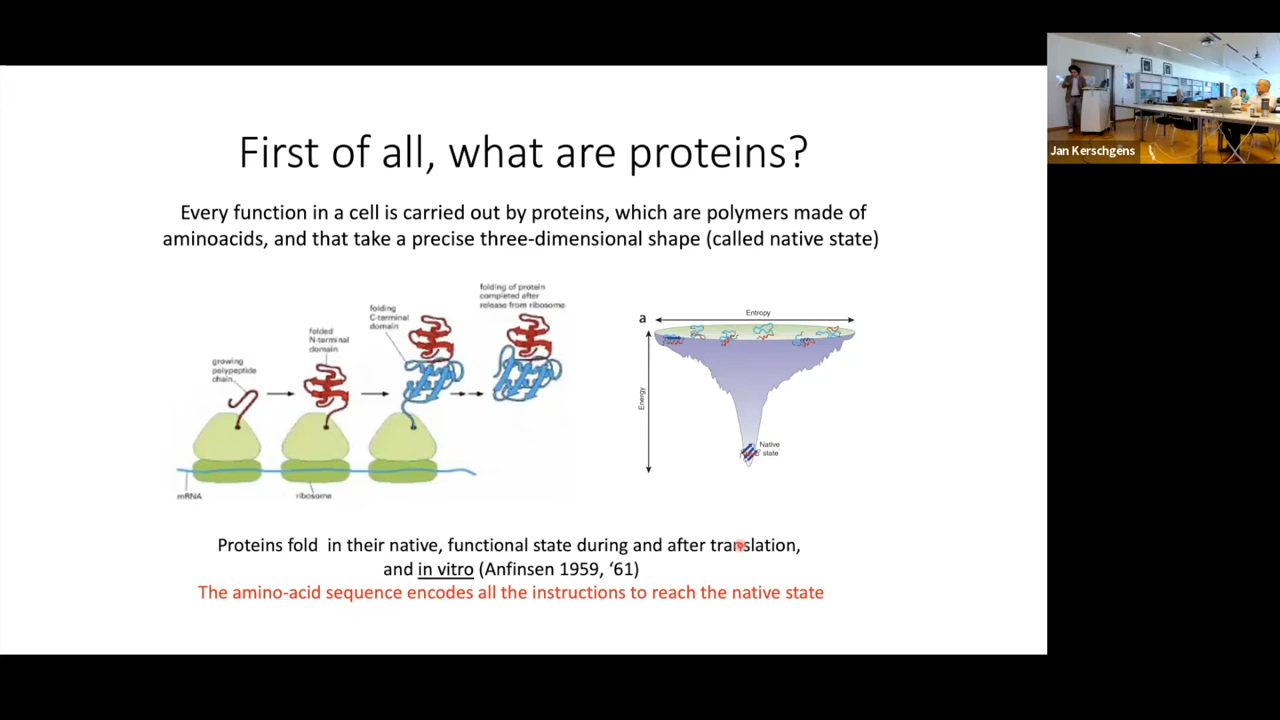 First of all, what are proteins?
Every function in a cell is carried out by proteins, which are polymers made of
aminoacids, and that take a precise three-dimensional shape (called native state)
growing
polypeptide
chain
folded
N-terminal
domain
folding
C-terminal
domain
folding of protein
completed after
release from ribosome
mRNA
ribosome
a
Entropy
Energy
Native
state
Proteins fold  in their native, functional state during and after translation,
and in vitro (Anfinsen 1959, ‘61)
The amino-acid sequence encodes all the instructions to reach the native state
Jan Kerschgens